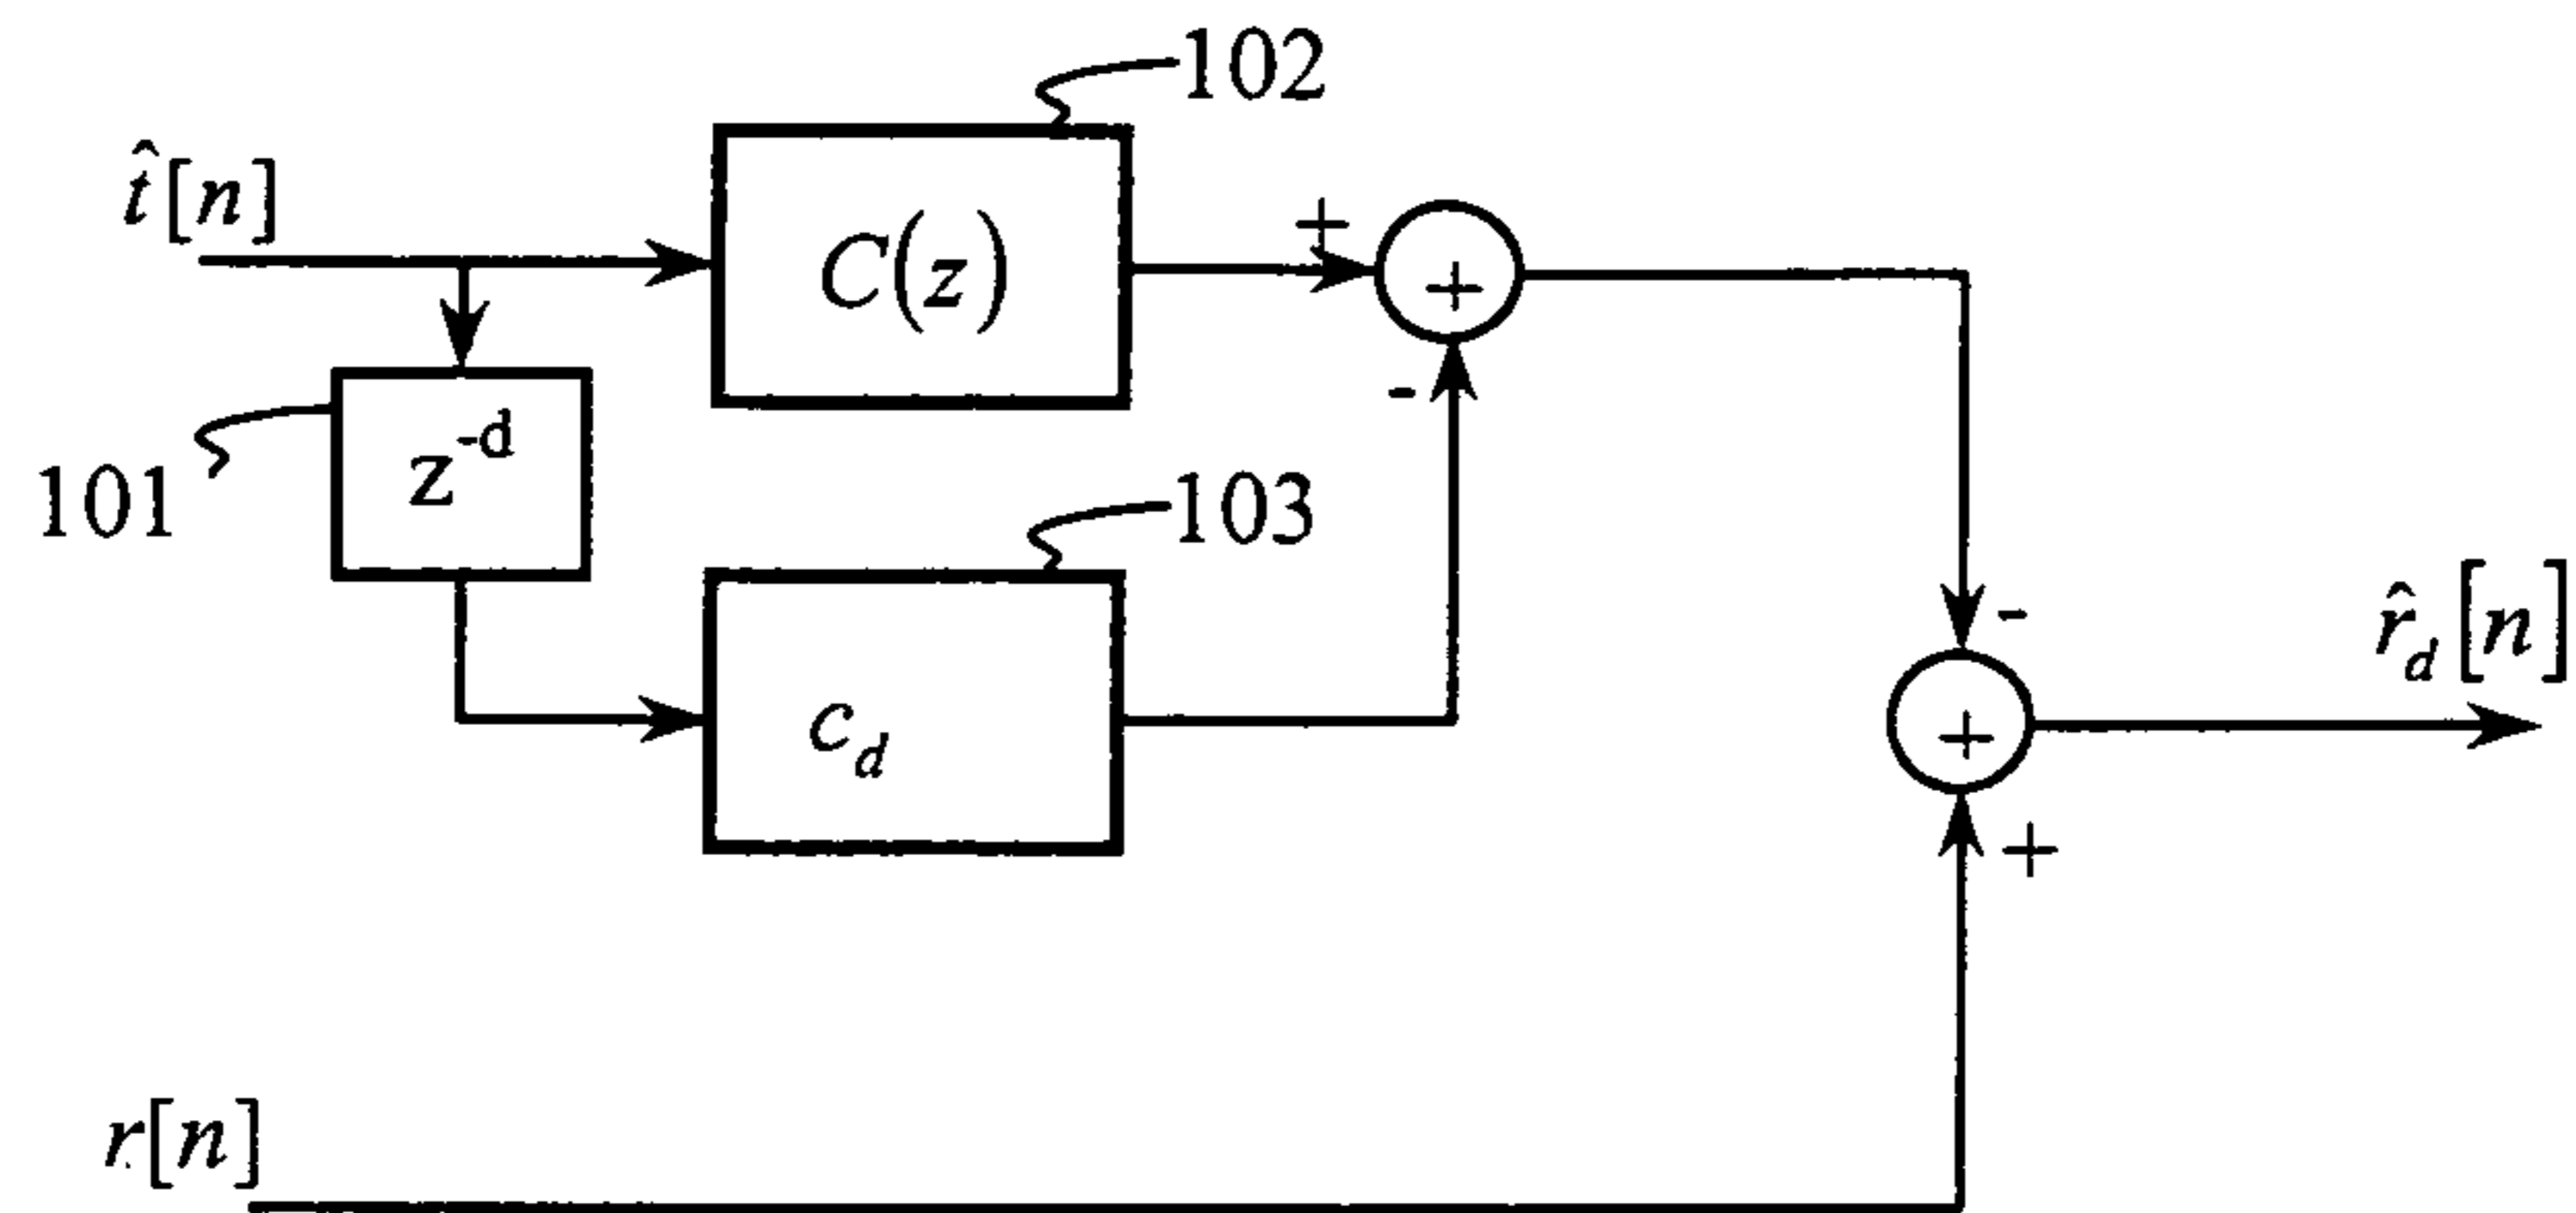 102
t̂[n]
+
C(z)
+
-
101
z^-d
103
c_d
-
r̂_d[n]
+
+
r[n]